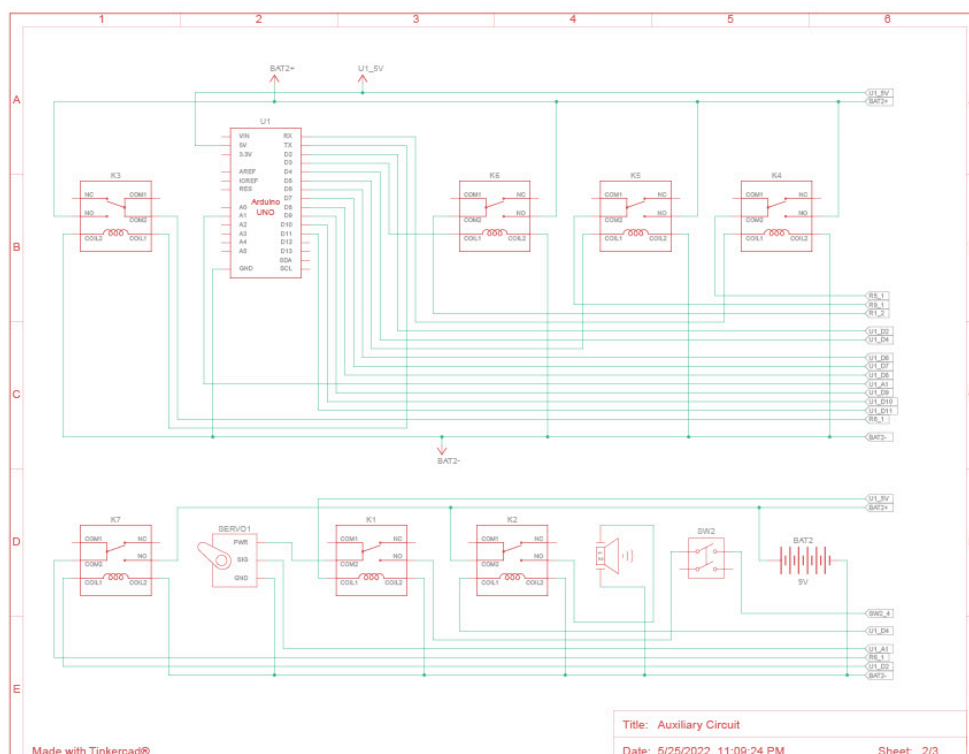 1 2 3 4 5 6
A
B
C
D
E
BAT2+ U1_5V
U1_5V
BAT2+
U1
VIN RX
5V TX
3.3V D2
D3
AREF D4
IOREF D5
RES D6
D7
A0 D8
A1 D9
A2 D10
A3 D11
A4 D12
A5 D13
SDA
GND SCL
Arduino
UNO
K3
NC COM1
NO COM2
COIL2 COIL1
K6
COM1 NC
COM2 NO
COIL1 COIL2
K5
COM1 NC
COM2 NO
COIL1 COIL2
K4
COM1 NC
COM2 NO
COIL1 COIL2
R1_2
U1_D2
U1_D4
U1_D6
U1_D7
U1_D8
U1_A1
U1_D9
U1_D10
U1_D11
BAT2-
BAT2-
U1_5V
BAT2+
K7
COM1 NC
COM2 NO
COIL1 COIL2
SERVO1
PWR
SIG
GND
K1
COM1 NC
COM2 NO
COIL1 COIL2
K2
COM1 NC
COM2 NO
COIL1 COIL2
SW2
BAT2
SW2_4
U1_D4
U1_A1
U1_D2
BAT2-
Title: Auxiliary Circuit
Made with Tinkercad®
Date: 5/25/2022, 11:09:24 PM Sheet: 2/3